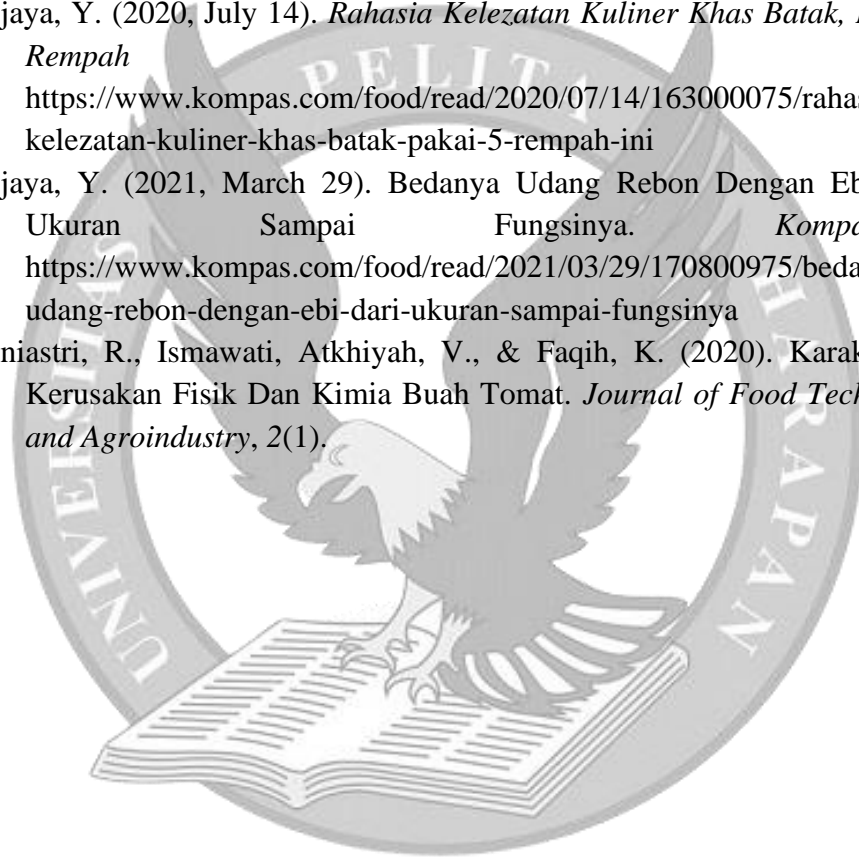 jaya, Y. (2020, July 14). Rahasia Kelezatan Kuliner Khas Batak,
Rempah
https://www.kompas.com/food/read/2020/07/14/163000075/rahas
kelezatan-kuliner-khas-batak-pakai-5-rempah-ini
jaya, Y. (2021, March 29). Bedanya Udang Rebon Dengan Eb
Ukuran Sampai Fungsinya. Kompa
https://www.kompas.com/food/read/2021/03/29/170800975/beda
udang-rebon-dengan-ebi-dari-ukuran-sampai-fungsinya
niastri, R., Ismawati, Atkhiyah, V., & Faqih, K. (2020). Karak
Kerusakan Fisik Dan Kimia Buah Tomat. Journal of Food Tech
and Agroindustry, 2(1).
UNIVERSITAS PELITA HARAPAN